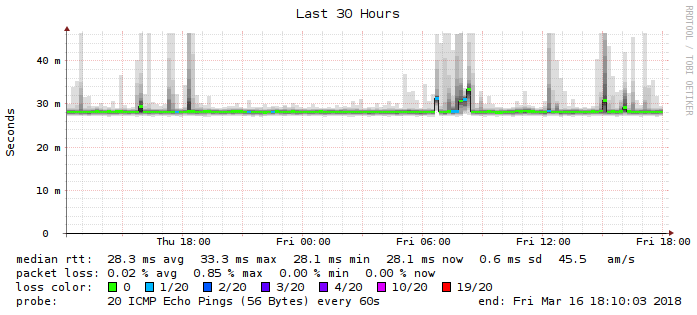 Last 30 Hours
RRDTOOL / TOBI OETIKER
Seconds
40 m
30 m
20 m
10 m
0
Thu 18:00 Fri 00:00 Fri 06:00 Fri 12:00 Fri 18:00
median rtt: 28.3 ms avg 33.3 ms max 28.1 ms min 28.1 ms now 0.6 ms sd 45.5 am/s
packet loss: 0.02 % avg 0.85 % max 0.00 % min 0.00 % now
loss color: 0 1/20 2/20 3/20 4/20 10/20 19/20
probe: 20 ICMP Echo Pings (56 Bytes) every 60s end: Fri Mar 16 18:10:03 2018